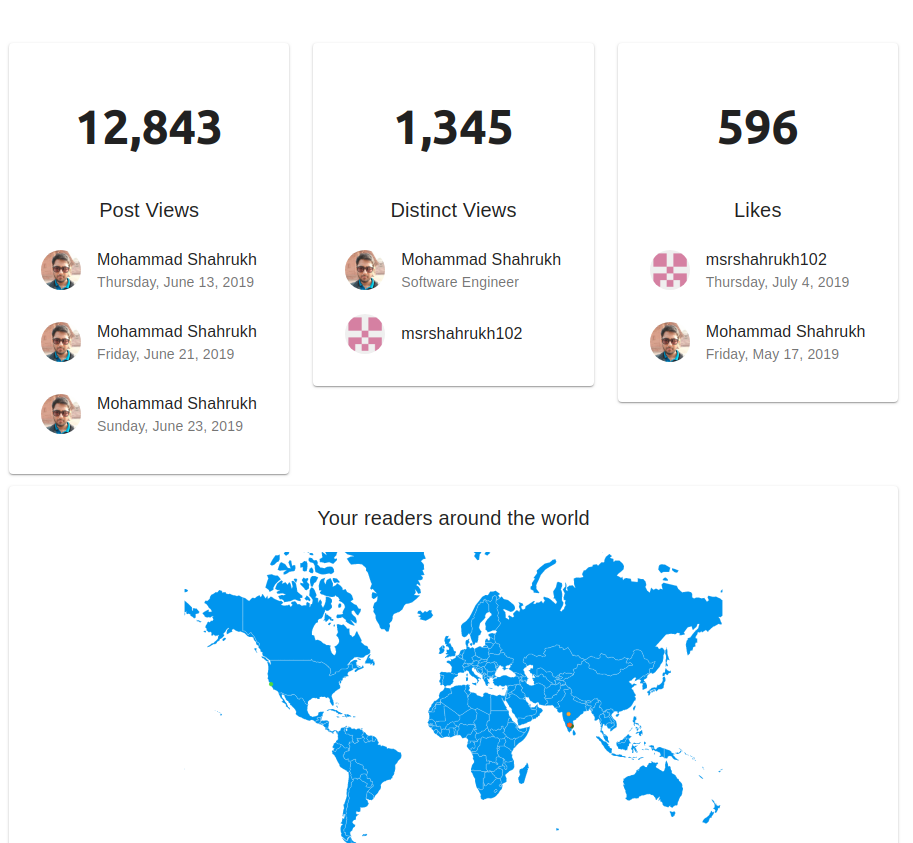 12,843
Post Views
Mohammad Shahrukh
Thursday, June 13, 2019
Mohammad Shahrukh
Friday, June 21, 2019
Mohammad Shahrukh
Sunday, June 23, 2019
1,345
Distinct Views
Mohammad Shahrukh
Software Engineer
msrshahrukh102
596
Likes
msrshahrukh102
Thursday, July 4, 2019
Mohammad Shahrukh
Friday, May 17, 2019
Your readers around the world